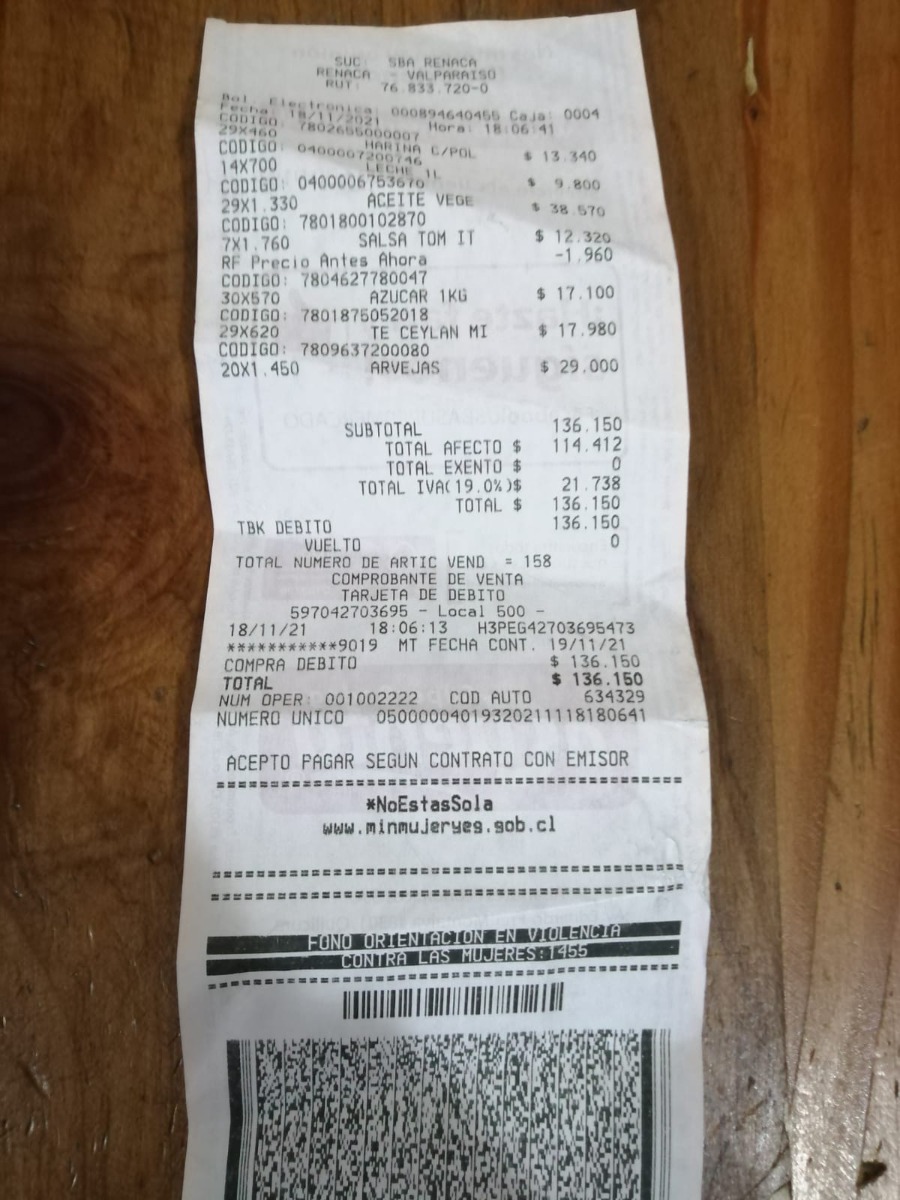 SUC: SBA RENACA
RENACA - VALPARAISO
RUT: 76.833.720-0
Bol. Electronica: 000894640455 Caja: 0004
Fecha: 18/11/2021 Hora: 18:06:41
CODIGO: 7802655000007
29X460 HARINA C/POL $ 13.340
CODIGO: 0400007200746
14X700 LECHE 1L $ 9.800
CODIGO: 0400006753670
29X1.330 ACEITE VEGE $ 38.570
CODIGO: 7801800102870
7X1.760 SALSA TOM IT $ 12.320
RF Precio Antes Ahora -1.960
CODIGO: 7804627780047
30X570 AZUCAR 1KG $ 17.100
CODIGO: 7801875052018
29X620 TE CEYLAN MI $ 17.980
CODIGO: 7809637200080
20X1.450 ARVEJAS $ 29.000
SUBTOTAL 136.150
TOTAL AFECTO $ 114.412
TOTAL EXENTO $ 0
TOTAL IVA(19.0%)$ 21.738
TOTAL $ 136.150
TBK DEBITO 136.150
VUELTO 0
TOTAL NUMERO DE ARTIC VEND = 158
COMPROBANTE DE VENTA
TARJETA DE DEBITO
597042703695 - Local 500 -
18/11/21 18:06:13 H3PEG42703695473
***********9019 MT FECHA CONT. 19/11/21
COMPRA DEBITO $ 136.150
TOTAL $ 136.150
NUM OPER: 001002222 COD AUTO 634329
NUMERO UNICO 05000004019320211118180641
ACEPTO PAGAR SEGUN CONTRATO CON EMISOR
*NoEstasSola
www.minmujeryeg.gob.cl
FONO ORIENTACION EN VIOLENCIA
CONTRA LAS MUJERES:1455